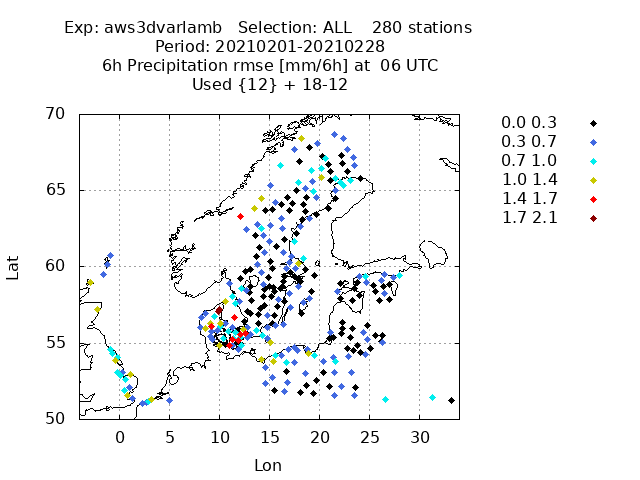 Exp: aws3dvarlamb   Selection: ALL    280 stations
Period: 20210201-20210228
6h Precipitation rmse [mm/6h] at  06 UTC
Used {12} + 18-12
70
65
60
55
50
Lat
0 5 10 15 20 25 30
Lon
0.0 0.3
0.3 0.7
0.7 1.0
1.0 1.4
1.4 1.7
1.7 2.1